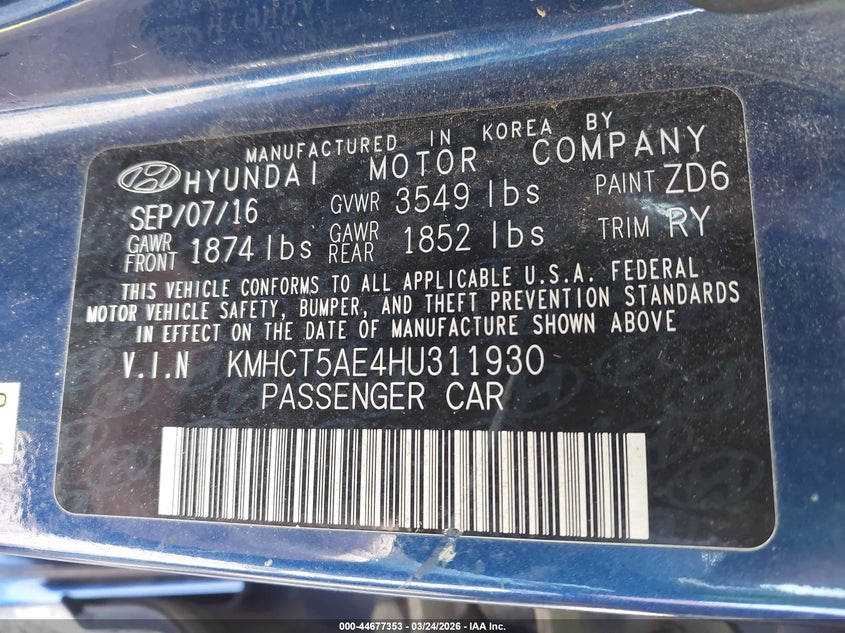 MANUFACTURED IN KOREA BY
HYUNDAI MOTOR COMPANY
SEP/07/16 GVWR 3549 lbs PAINT ZD6
GAWR FRONT 1874 lbs GAWR REAR 1852 lbs TRIM RY
THIS VEHICLE CONFORMS TO ALL APPLICABLE U.S.A. FEDERAL
MOTOR VEHICLE SAFETY, BUMPER, AND THEFT PREVENTION STANDARDS
IN EFFECT ON THE DATE OF MANUFACTURE SHOWN ABOVE
V.I.N KMHCT5AE4HU311930
PASSENGER CAR
000-44677353 | 03/24/2026 - IAA Inc.